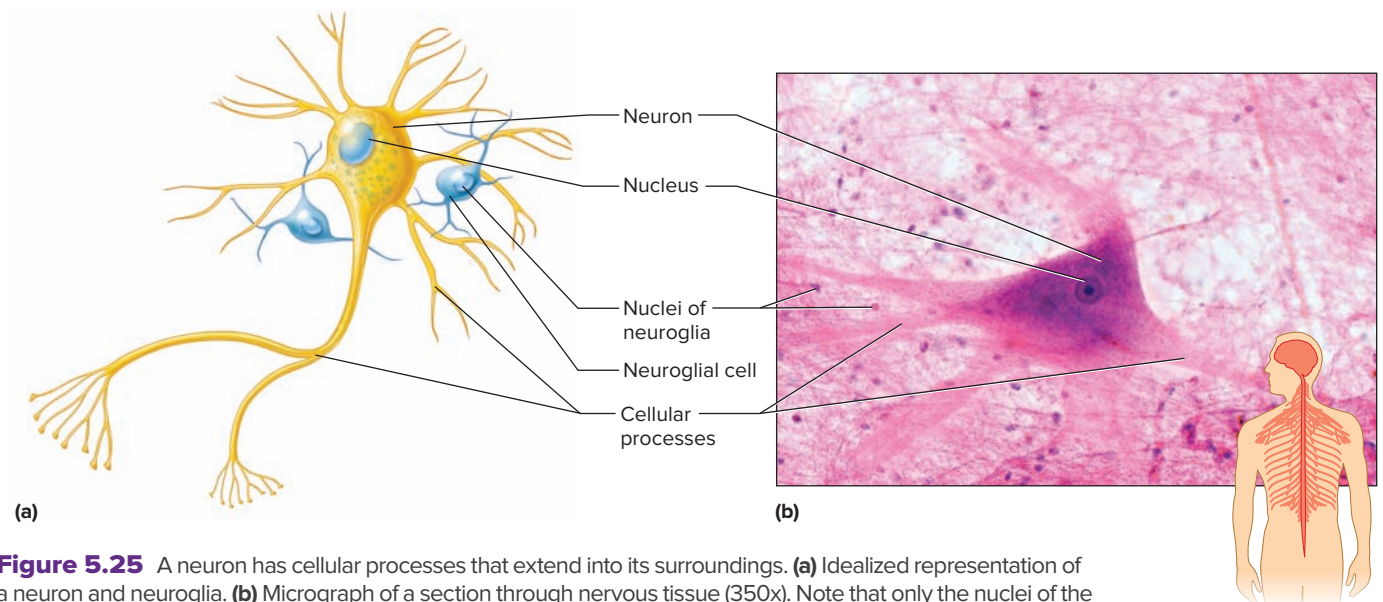 Neuron
Nucleus
Nuclei of
neuroglia
Neuroglial cell
Cellular
processes
(a)
(b)
Figure 5.25 A neuron has cellular processes that extend into its surroundings. (a) Idealized representation of
a neuron and neuroglia. (b) Micrograph of a section through nervous tissue (350x). Note that only the nuclei of the